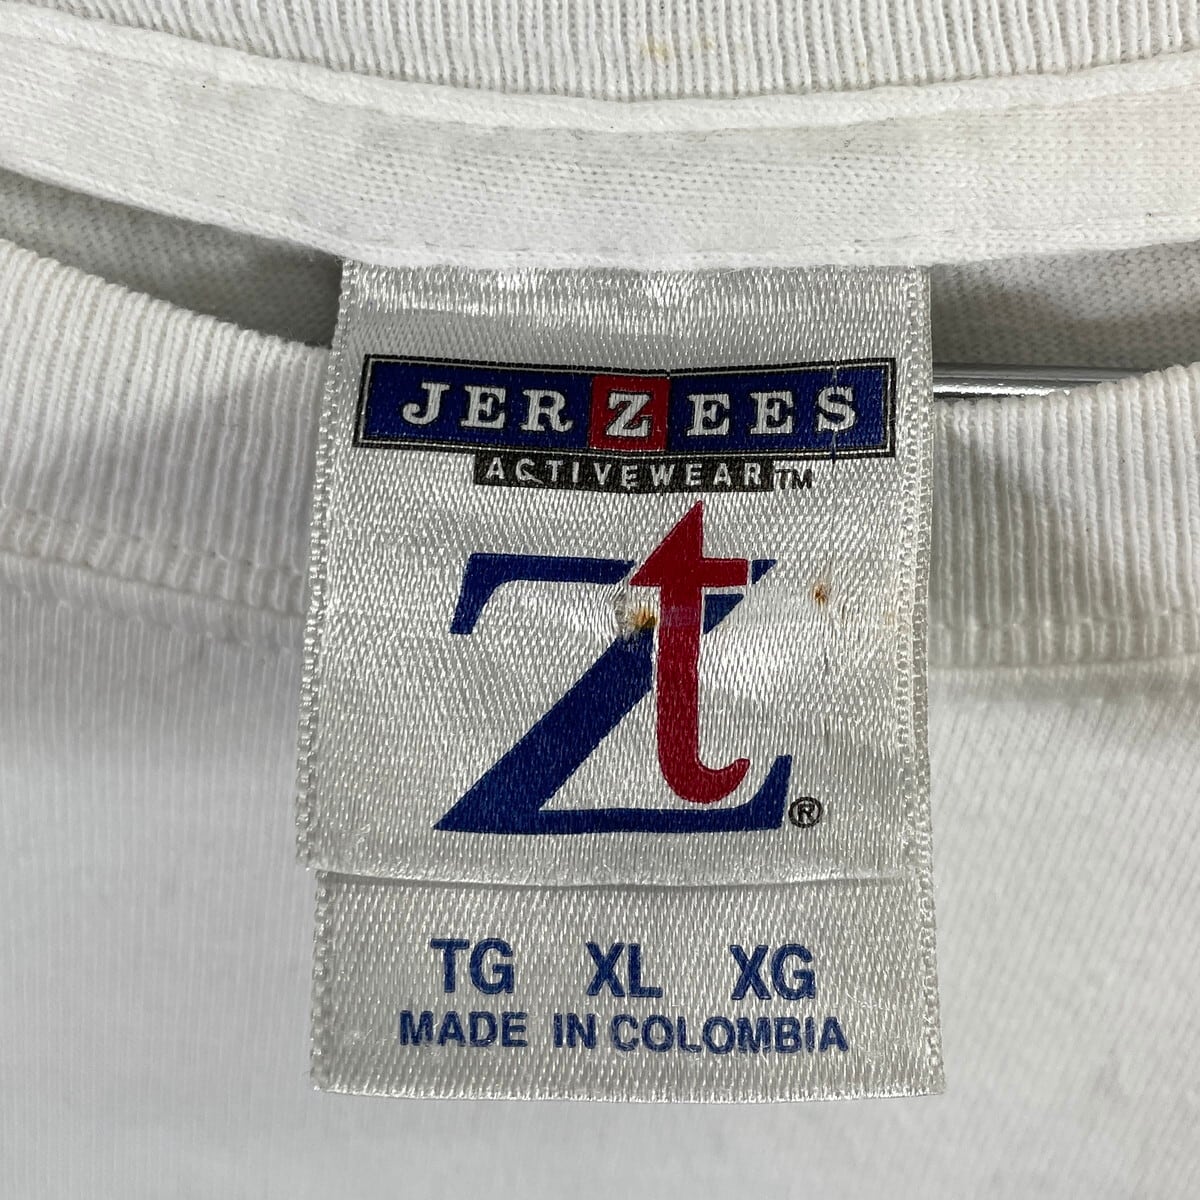 JERZEES
ACTIVEWEAR™
Zt®
TG XL XG
MADE IN COLOMBIA